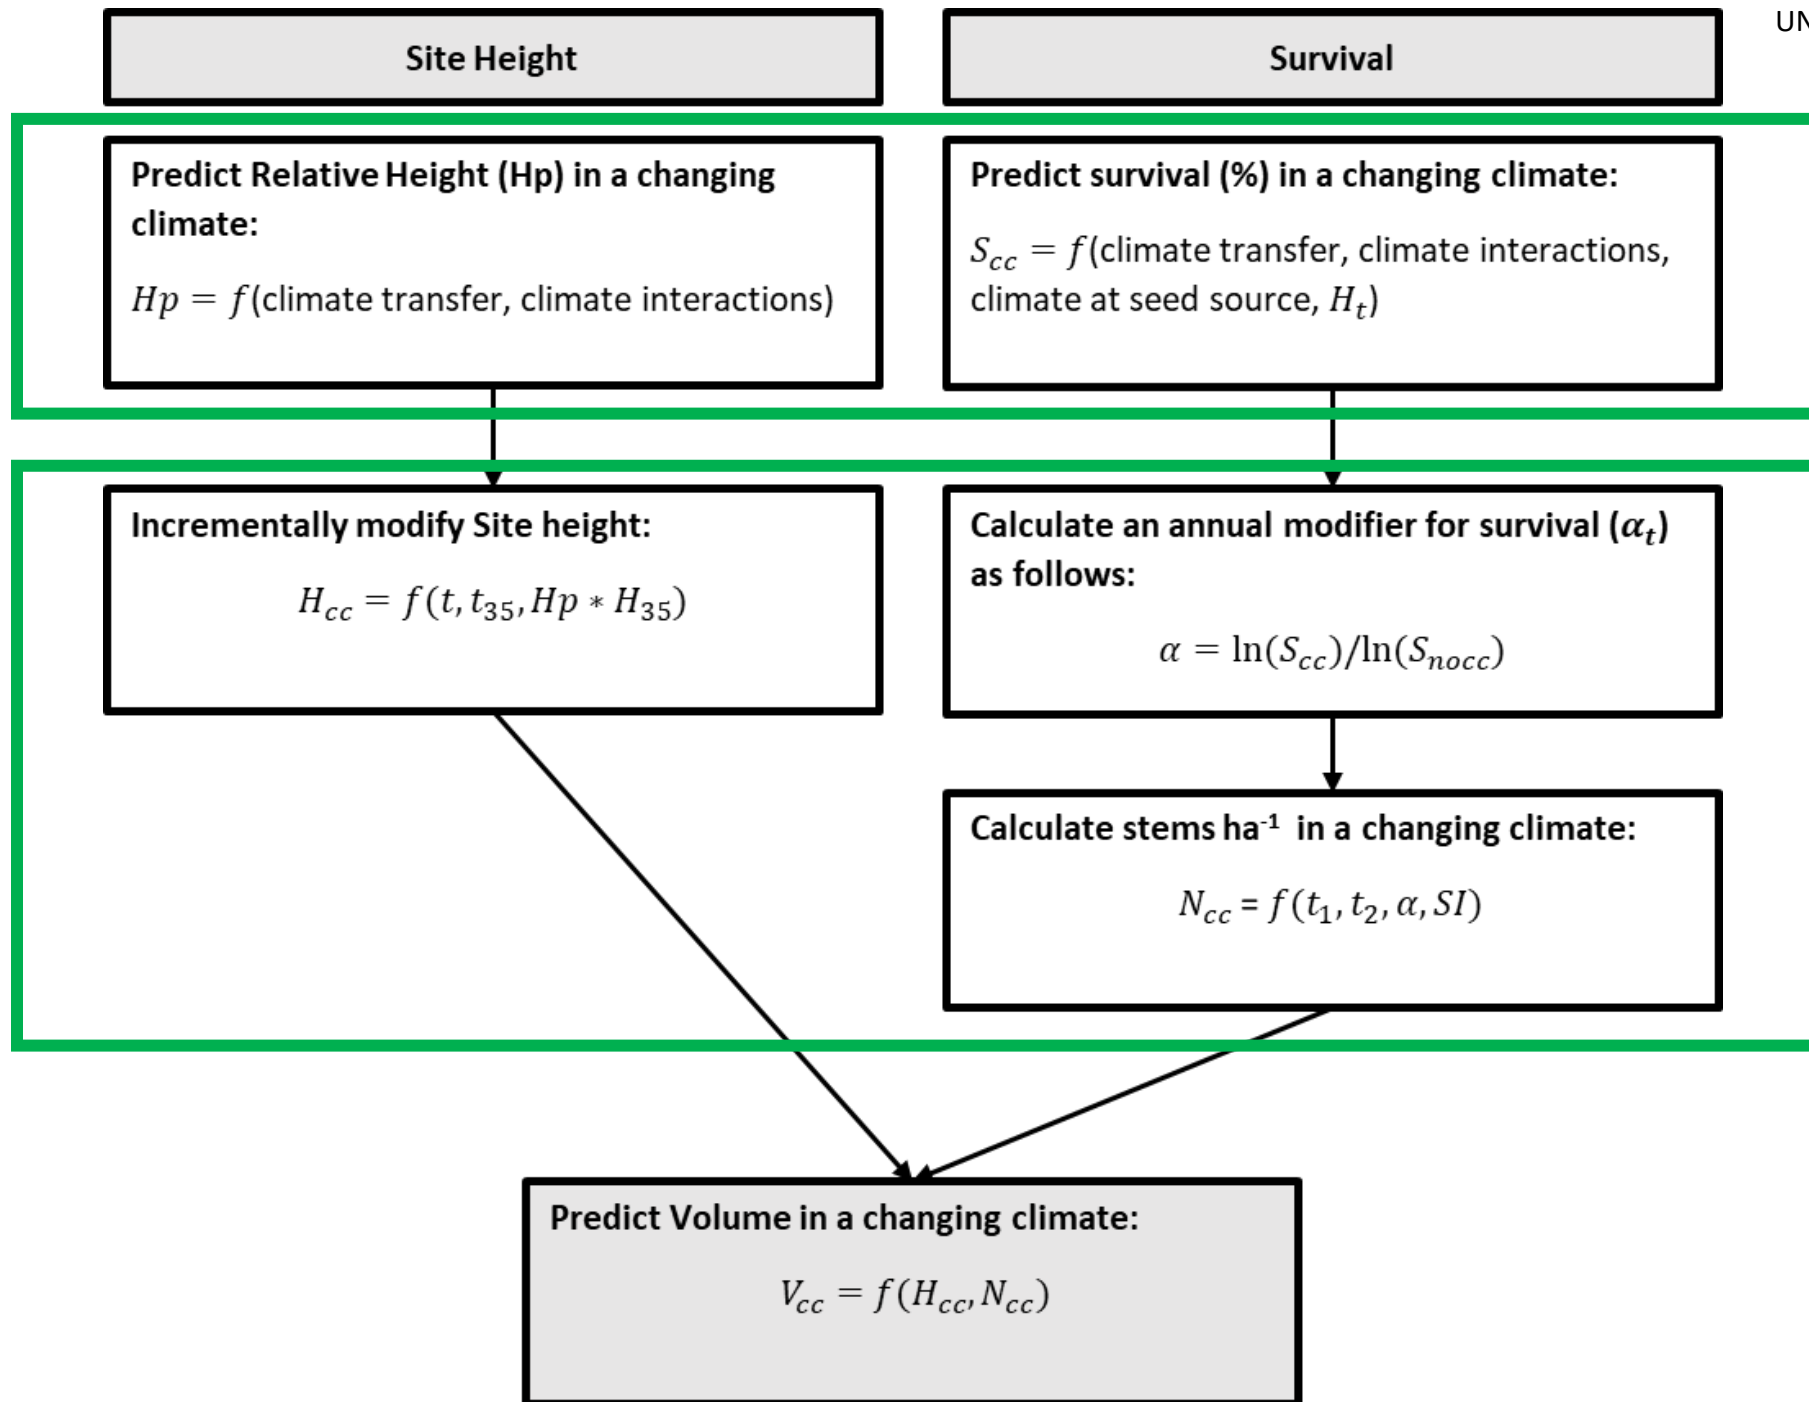 UN
Site Height
Survival
Predict Relative Height (Hp) in a changing
climate:
Hp = f(climate transfer, climate interactions)
Predict survival (%) in a changing climate:
S_cc = f(climate transfer, climate interactions,
climate at seed source, H_t)
Incrementally modify Site height:
H_cc = f(t, t_35, Hp * H_35)
Calculate an annual modifier for survival (α_t)
as follows:
α = ln(S_cc)/ln(S_nocc)
Calculate stems ha⁻¹ in a changing climate:
N_cc = f(t_1, t_2, α, SI)
Predict Volume in a changing climate:
V_cc = f(H_cc, N_cc)